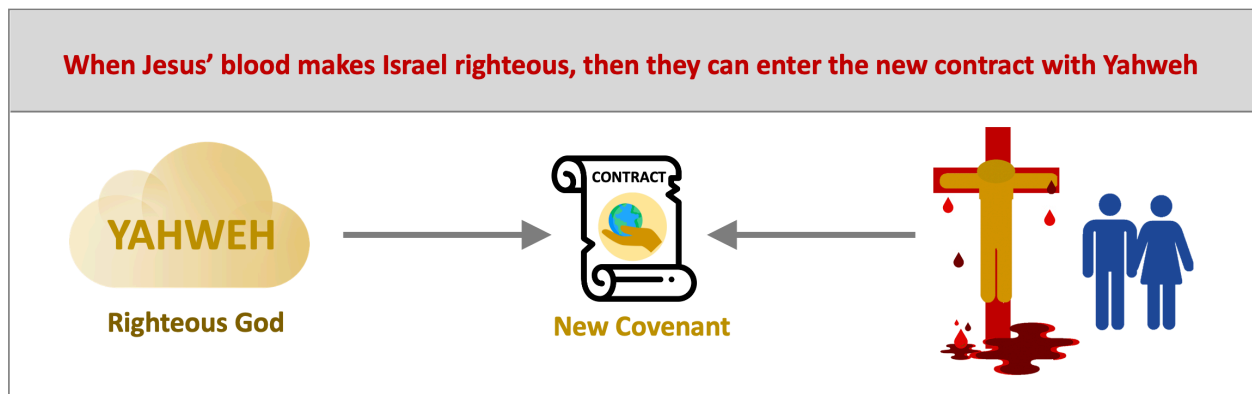 When Jesus’ blood makes Israel righteous, then they can enter the new contract with Yahweh
YAHWEH
CONTRACT
Righteous God
New Covenant